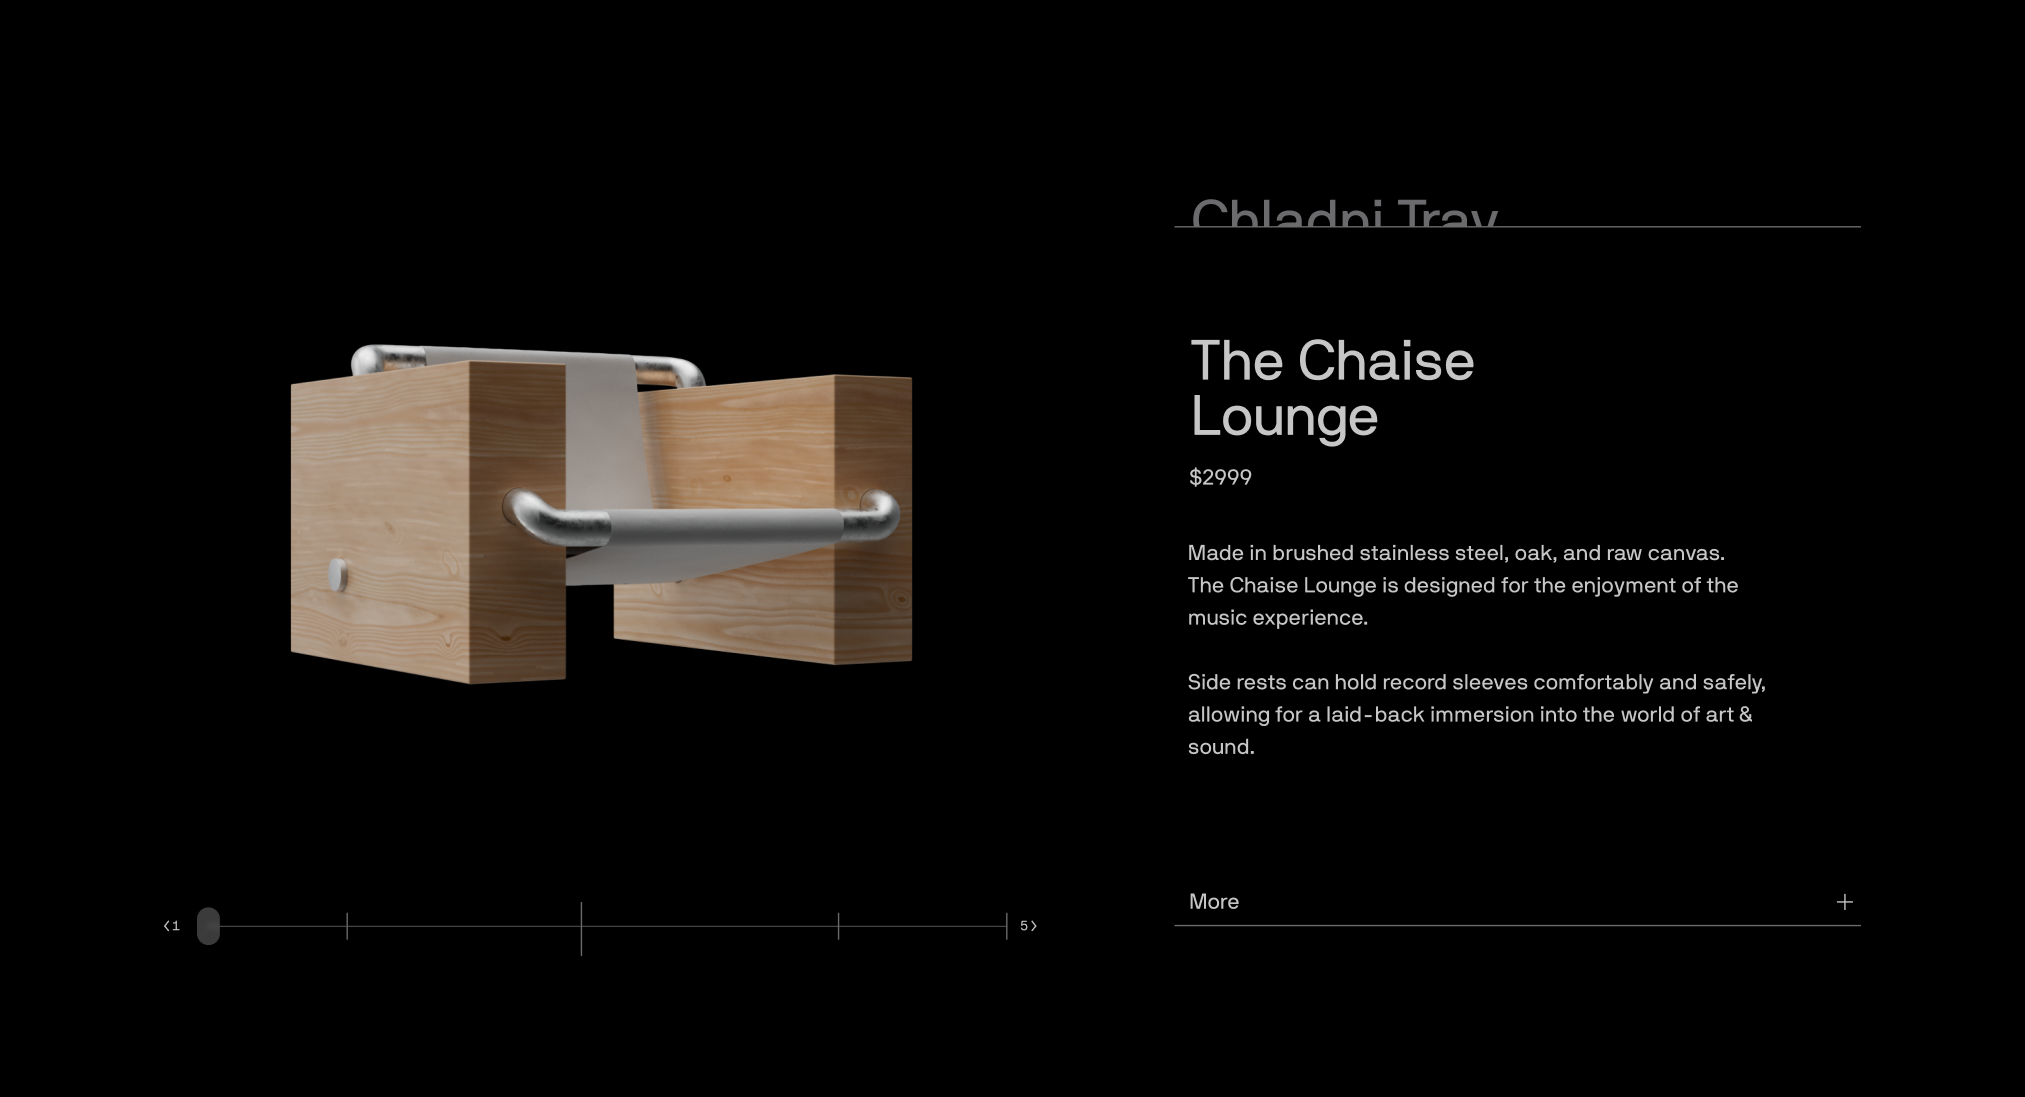 Chladni Tray
The Chaise
Lounge
$2999
Made in brushed stainless steel, oak, and raw canvas.
The Chaise Lounge is designed for the enjoyment of the
music experience.
Side rests can hold record sleeves comfortably and safely,
allowing for a laid-back immersion into the world of art &
sound.
More +
<1
5>